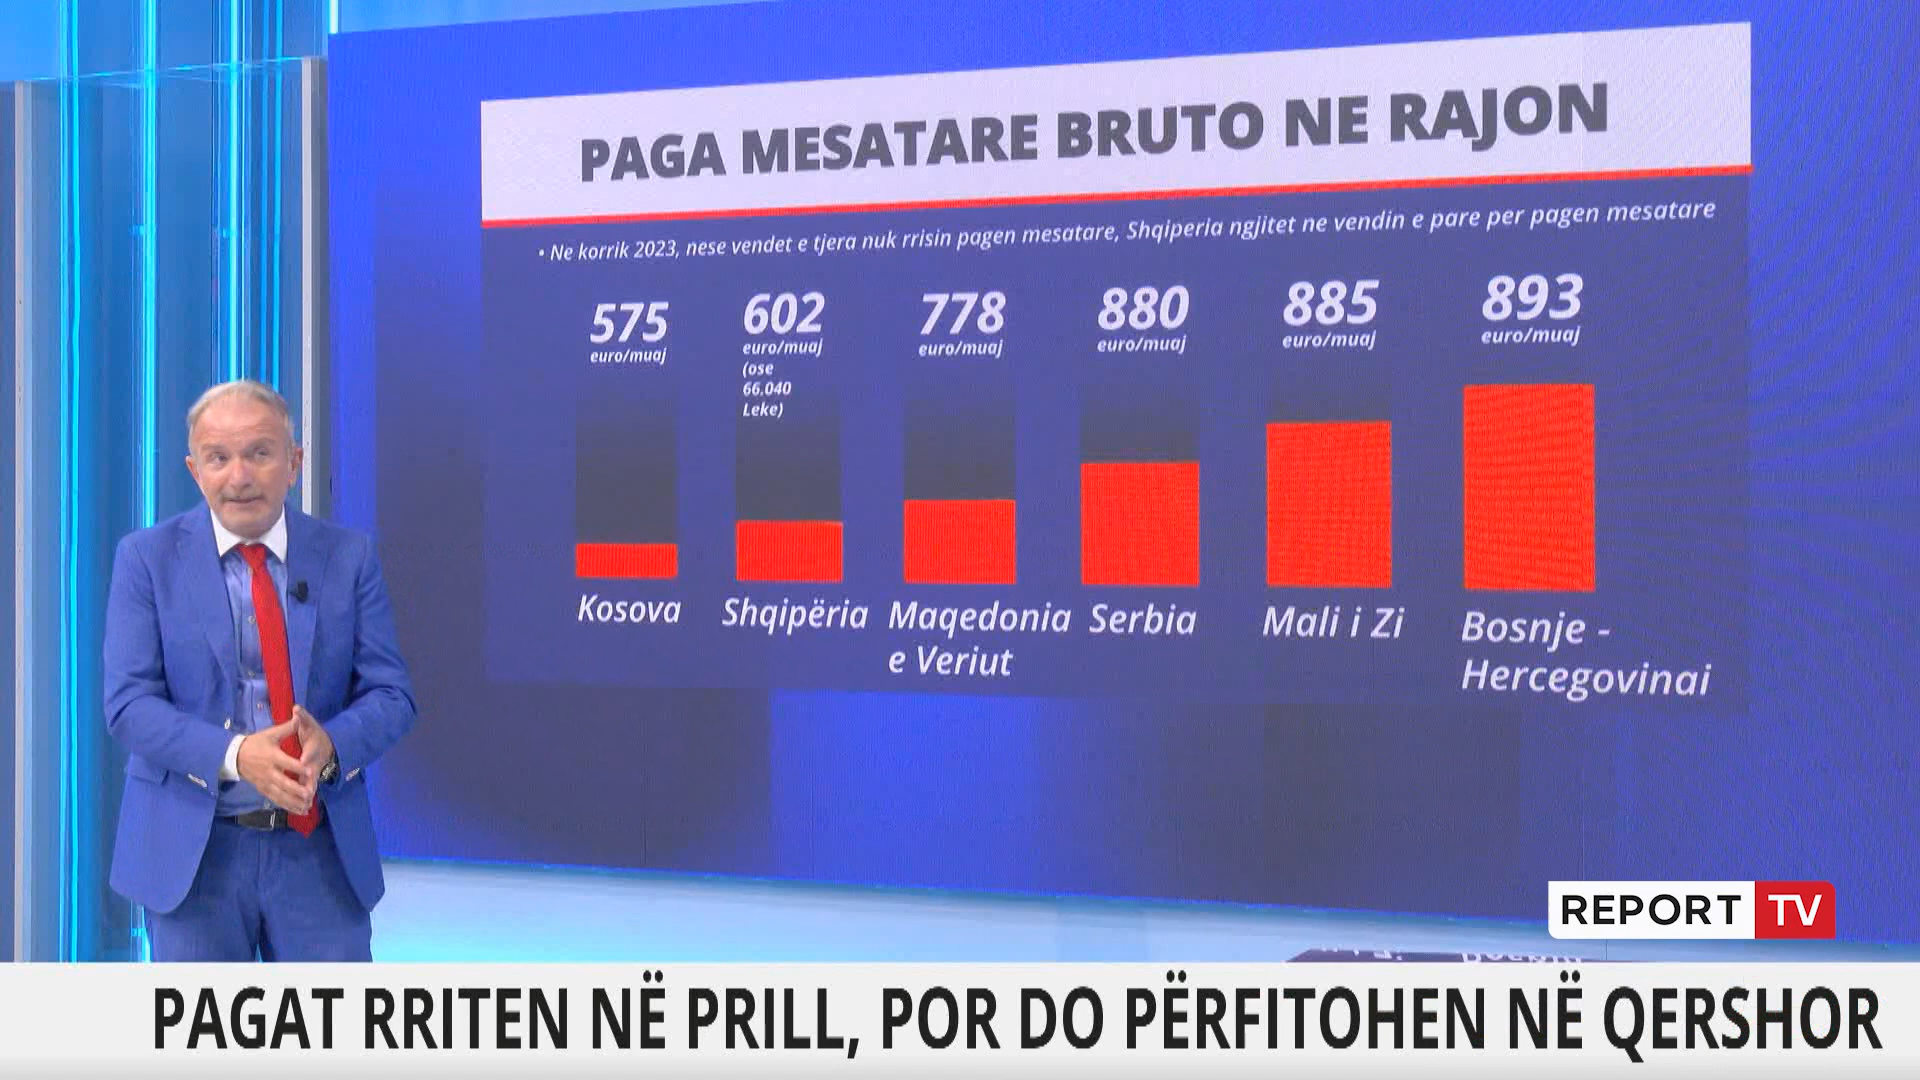 PAGA MESATARE BRUTO NE RAJON
• Ne korrik 2023, nese vendet e tjera nuk rrisin pagen mesatare, Shqiperia ngjitet ne vendin e pare per pagen mesatare
575
euro/muaj
602
euro/muaj
(ose
66.040
Leke)
778
euro/muaj
880
euro/muaj
885
euro/muaj
893
euro/muaj
Kosova
Shqipëria
Maqedonia
e Veriut
Serbia
Mali i Zi
Bosnje -
Hercegovinai
REPORT TV
PAGAT RRITEN NË PRILL, POR DO PËRFITOHEN NË QERSHOR